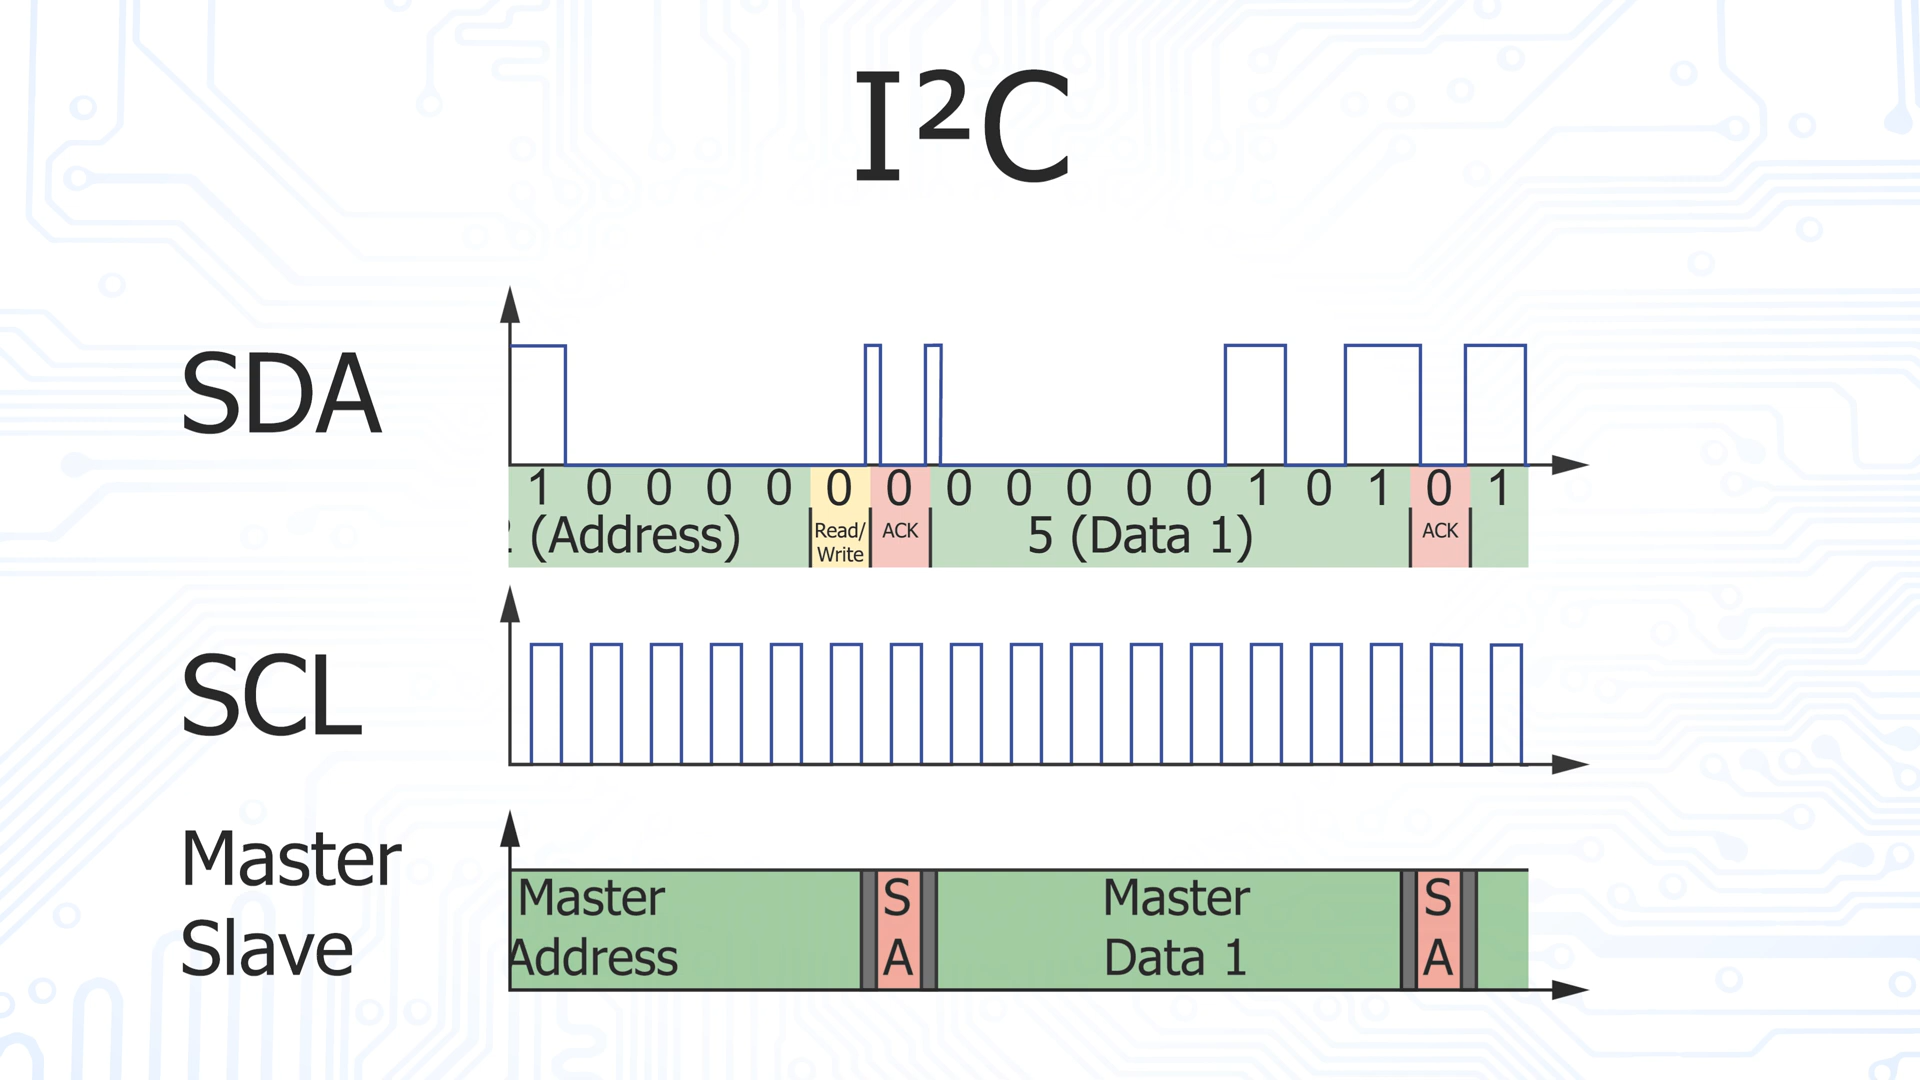 I²C
SDA
1 0 0 0 0 0 0 0 0 0 0 0 1 0 1 0 1
(Address) Read/ Write ACK 5 (Data 1) ACK
SCL
Master
Slave
Master S Master S
Address A Data 1 A